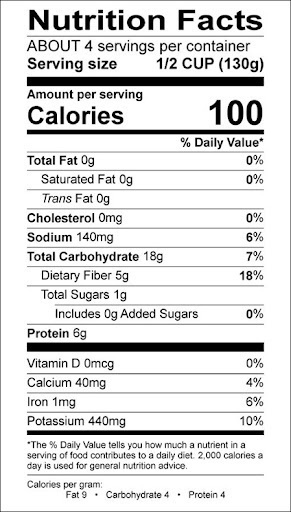 Nutrition Facts
ABOUT 4 servings per container
Serving size 1/2 CUP (130g)
Amount per serving
Calories 100
% Daily Value*
Total Fat 0g 0%
Saturated Fat 0g 0%
Trans Fat 0g
Cholesterol 0mg 0%
Sodium 140mg 6%
Total Carbohydrate 18g 7%
Dietary Fiber 5g 18%
Total Sugars 1g
Includes 0g Added Sugars 0%
Protein 6g
Vitamin D 0mcg 0%
Calcium 40mg 4%
Iron 1mg 6%
Potassium 440mg 10%
*The % Daily Value tells you how much a nutrient in a
serving of food contributes to a daily diet. 2,000 calories a
day is used for general nutrition advice.
Calories per gram:
Fat 9 • Carbohydrate 4 • Protein 4